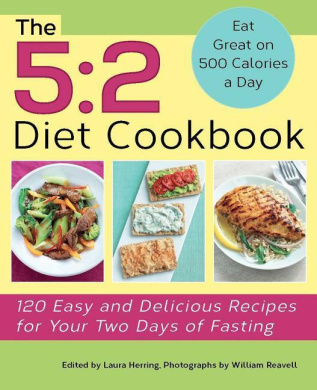 The
5:2
Diet Cookbook
Eat
Great on
500 Calories
a Day
120 Easy and Delicious Recipes
for Your Two Days of Fasting
Edited by Laura Herring, Photographs by William Reavell